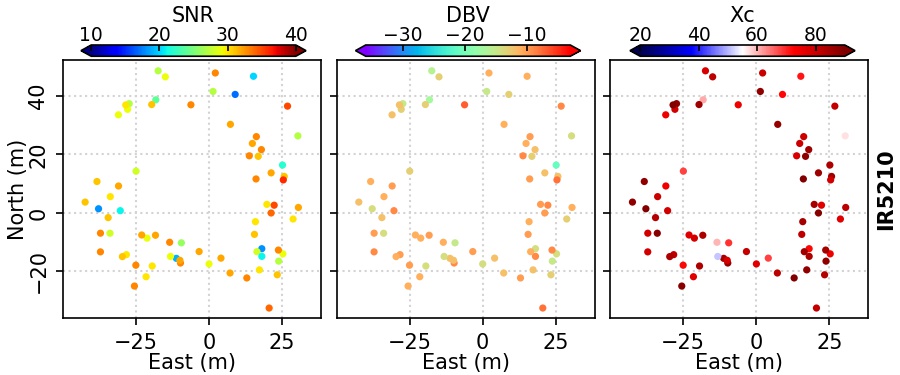 SNR DBV Xc
10 20 30 40 −30 −20 −10 20 40 60 80
North (m)
40
20
0
−20
IR5210
−25 0 25 −25 0 25 −25 0 25
East (m) East (m) East (m)